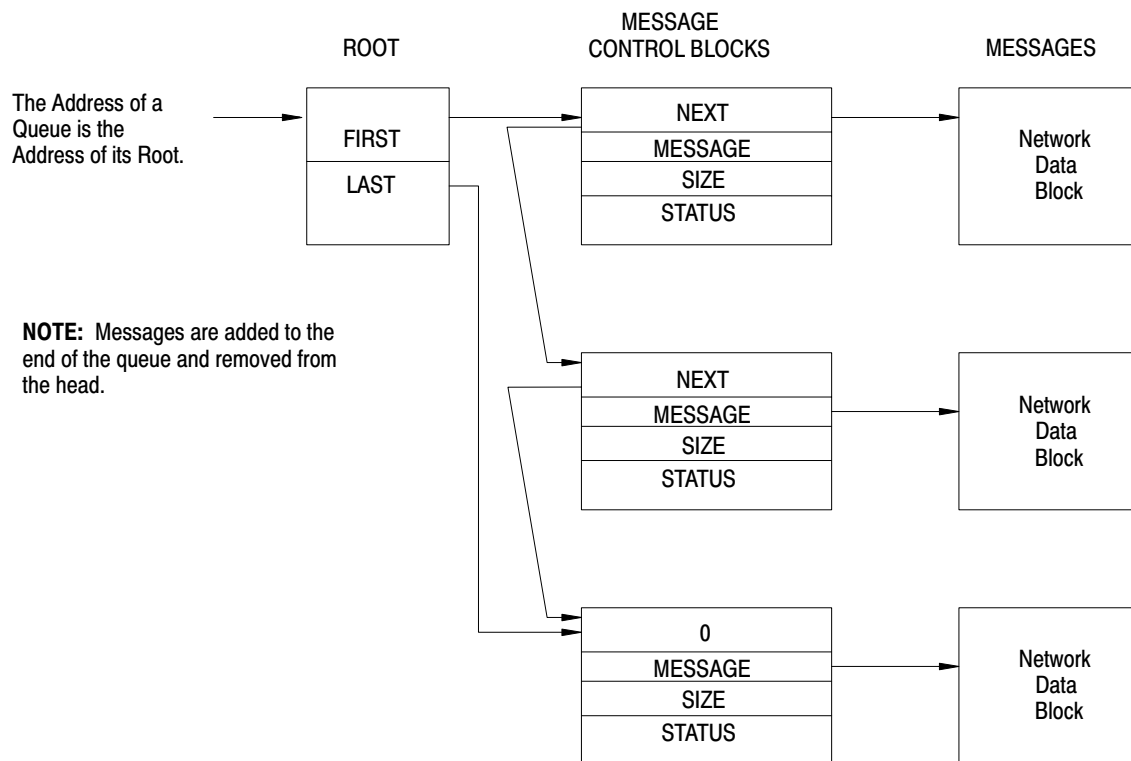 ROOT
MESSAGE
CONTROL BLOCKS
MESSAGES
The Address of a
Queue is the
Address of its Root.
FIRST
LAST
NEXT
MESSAGE
SIZE
STATUS
Network
Data
Block
NOTE: Messages are added to the
end of the queue and removed from
the head.
NEXT
MESSAGE
SIZE
STATUS
Network
Data
Block
0
MESSAGE
SIZE
STATUS
Network
Data
Block